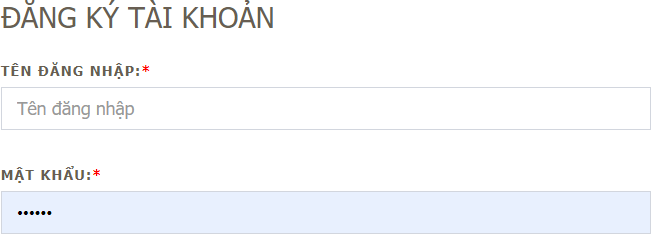 ĐĂNG KÝ TÀI KHOẢN
TÊN ĐĂNG NHẬP:*
Tên đăng nhập
MẬT KHẨU:*
••••••